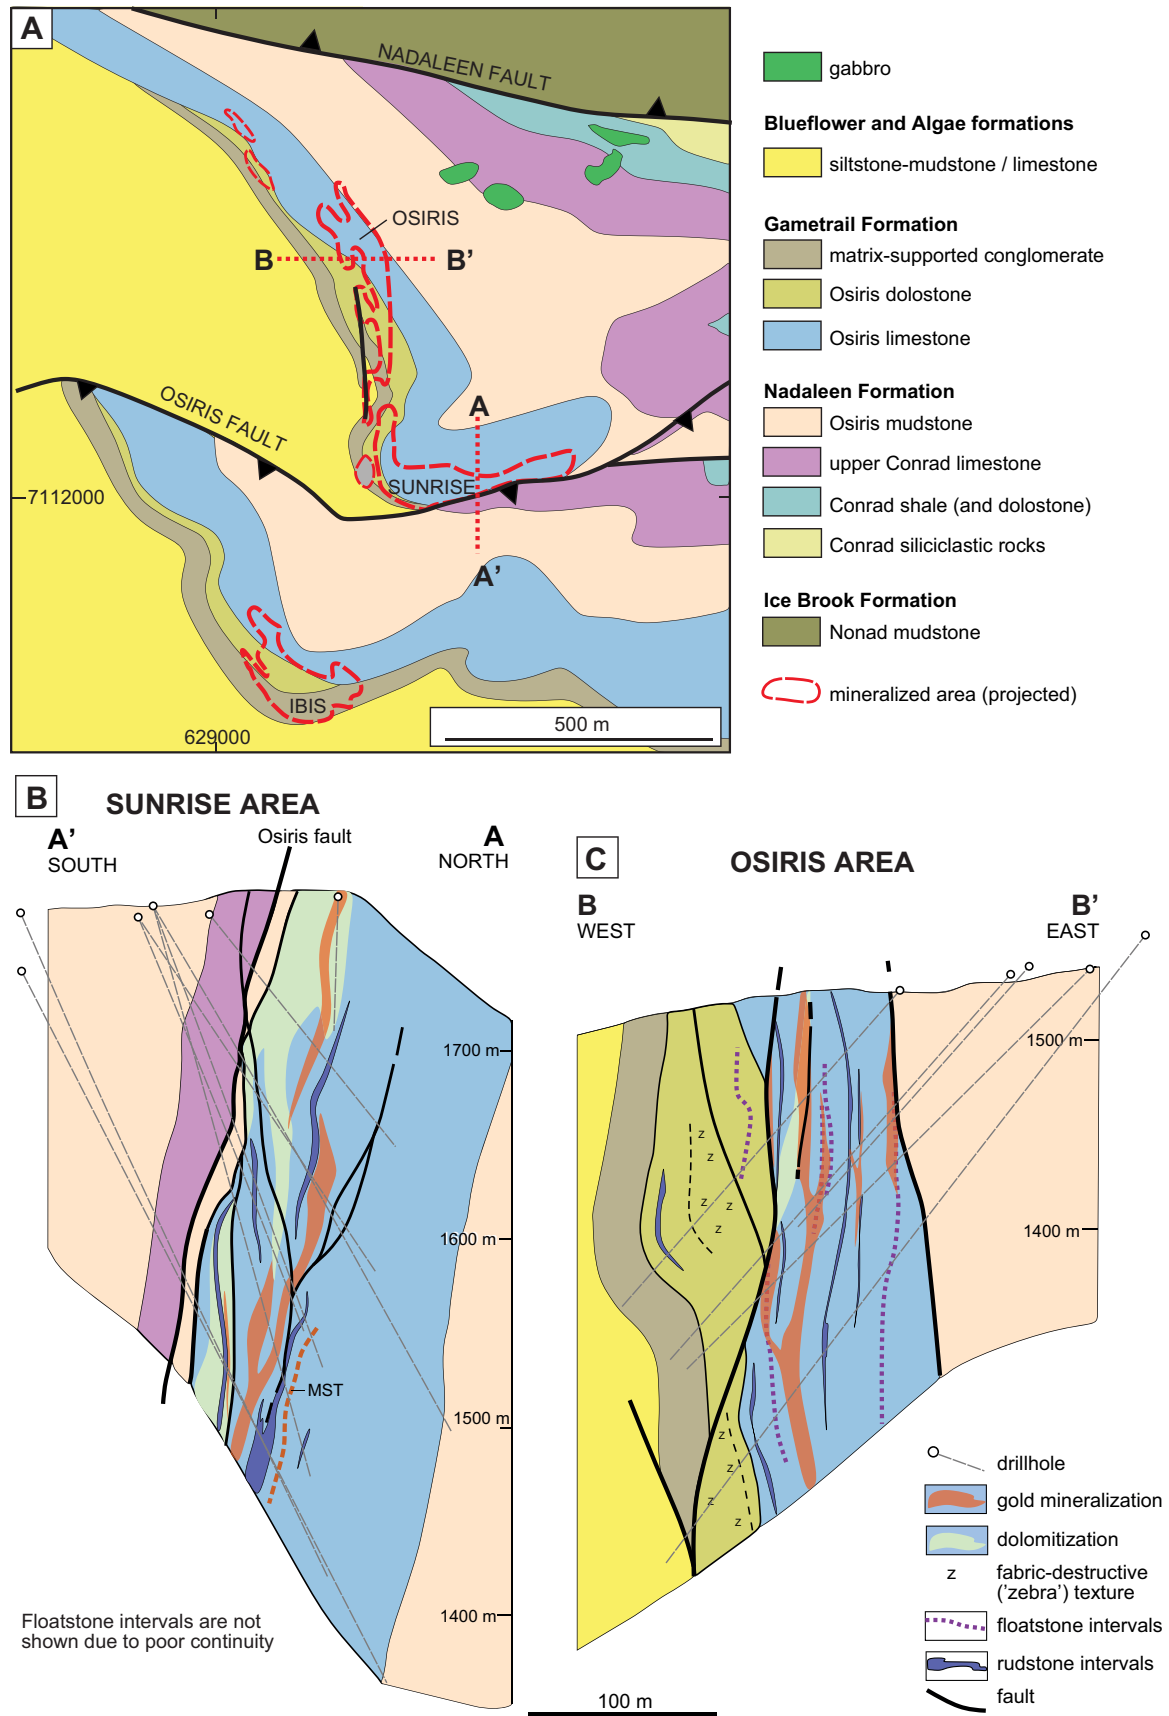 A
NADALEEN FAULT
OSIRIS
B
B'
OSIRIS FAULT
A
SUNRISE
7112000
A'
IBIS
629000
500 m
gabbro
Blueflower and Algae formations
siltstone-mudstone / limestone
Gametrail Formation
matrix-supported conglomerate
Osiris dolostone
Osiris limestone
Nadaleen Formation
Osiris mudstone
upper Conrad limestone
Conrad shale (and dolostone)
Conrad siliciclastic rocks
Ice Brook Formation
Nonad mudstone
mineralized area (projected)
B
SUNRISE AREA
A'
SOUTH
Osiris fault
A
NORTH
1700 m
1600 m
MST
1500 m
1400 m
Floatstone intervals are not
shown due to poor continuity
C
OSIRIS AREA
B
WEST
B'
EAST
1500 m
1400 m
z
z
z
z
z
z
z
z
z
100 m
drillhole
gold mineralization
dolomitization
z
fabric-destructive
('zebra') texture
floatstone intervals
rudstone intervals
fault